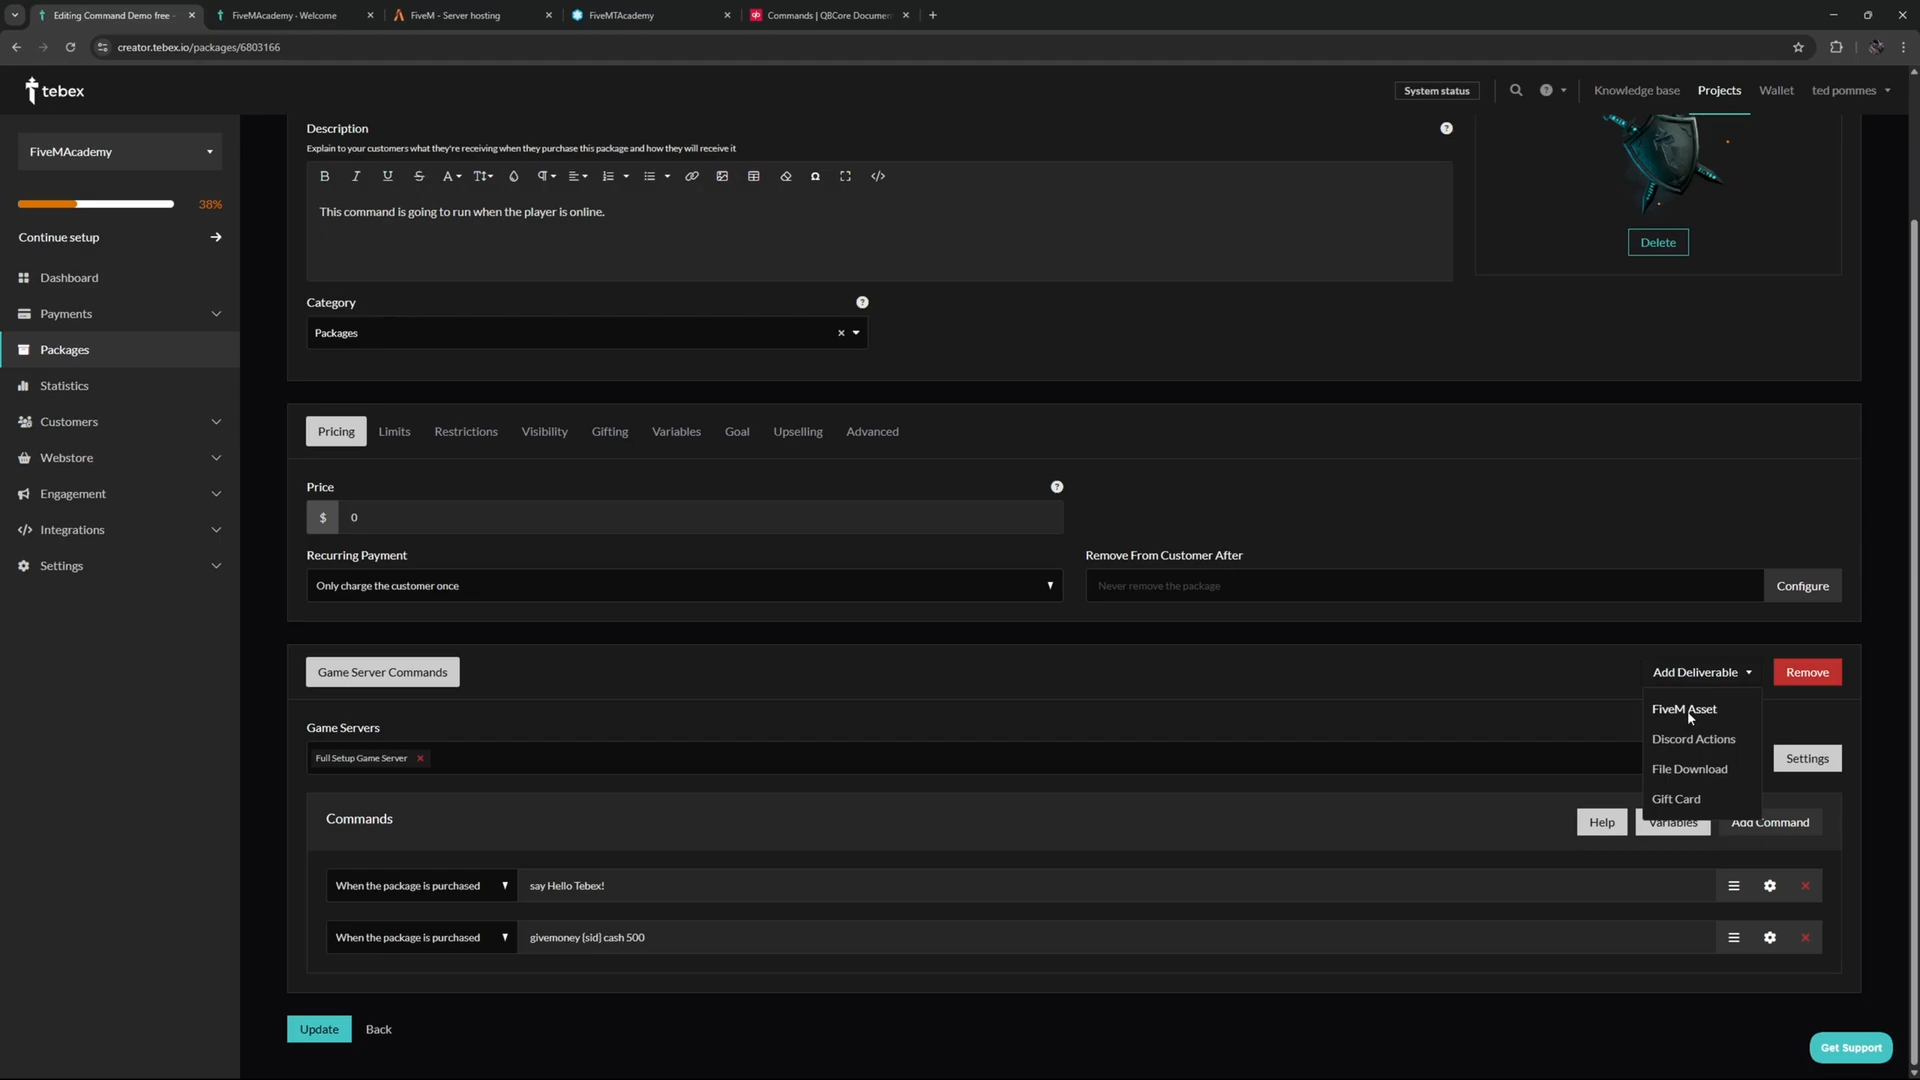 Editing Command Demo free -
FiveMAcademy - Welcome
FiveM - Server hosting
FiveMTAcademy
Commands | QBCore Documen
creator.tebex.io/packages/6803166
tebex
System status
Knowledge base
Projects
Wallet
ted pommes
FiveMAcademy
38%
Continue setup
Dashboard
Payments
Packages
Statistics
Customers
Webstore
Engagement
Integrations
Settings
Description
Explain to your customers what they're receiving when they purchase this package and how they will receive it
This command is going to run when the player is online.
Delete
Category
Packages
Pricing
Limits
Restrictions
Visibility
Gifting
Variables
Goal
Upselling
Advanced
Price
$ 0
Recurring Payment
Only charge the customer once
Remove From Customer After
Never remove the package
Configure
Game Server Commands
Add Deliverable
Remove
FiveM Asset
Discord Actions
File Download
Gift Card
Game Servers
Full Setup Game Server
Settings
Commands
Help
Variables
Add Command
When the package is purchased
say Hello Tebex!
When the package is purchased
givemoney {sid} cash 500
Update
Back
Get Support